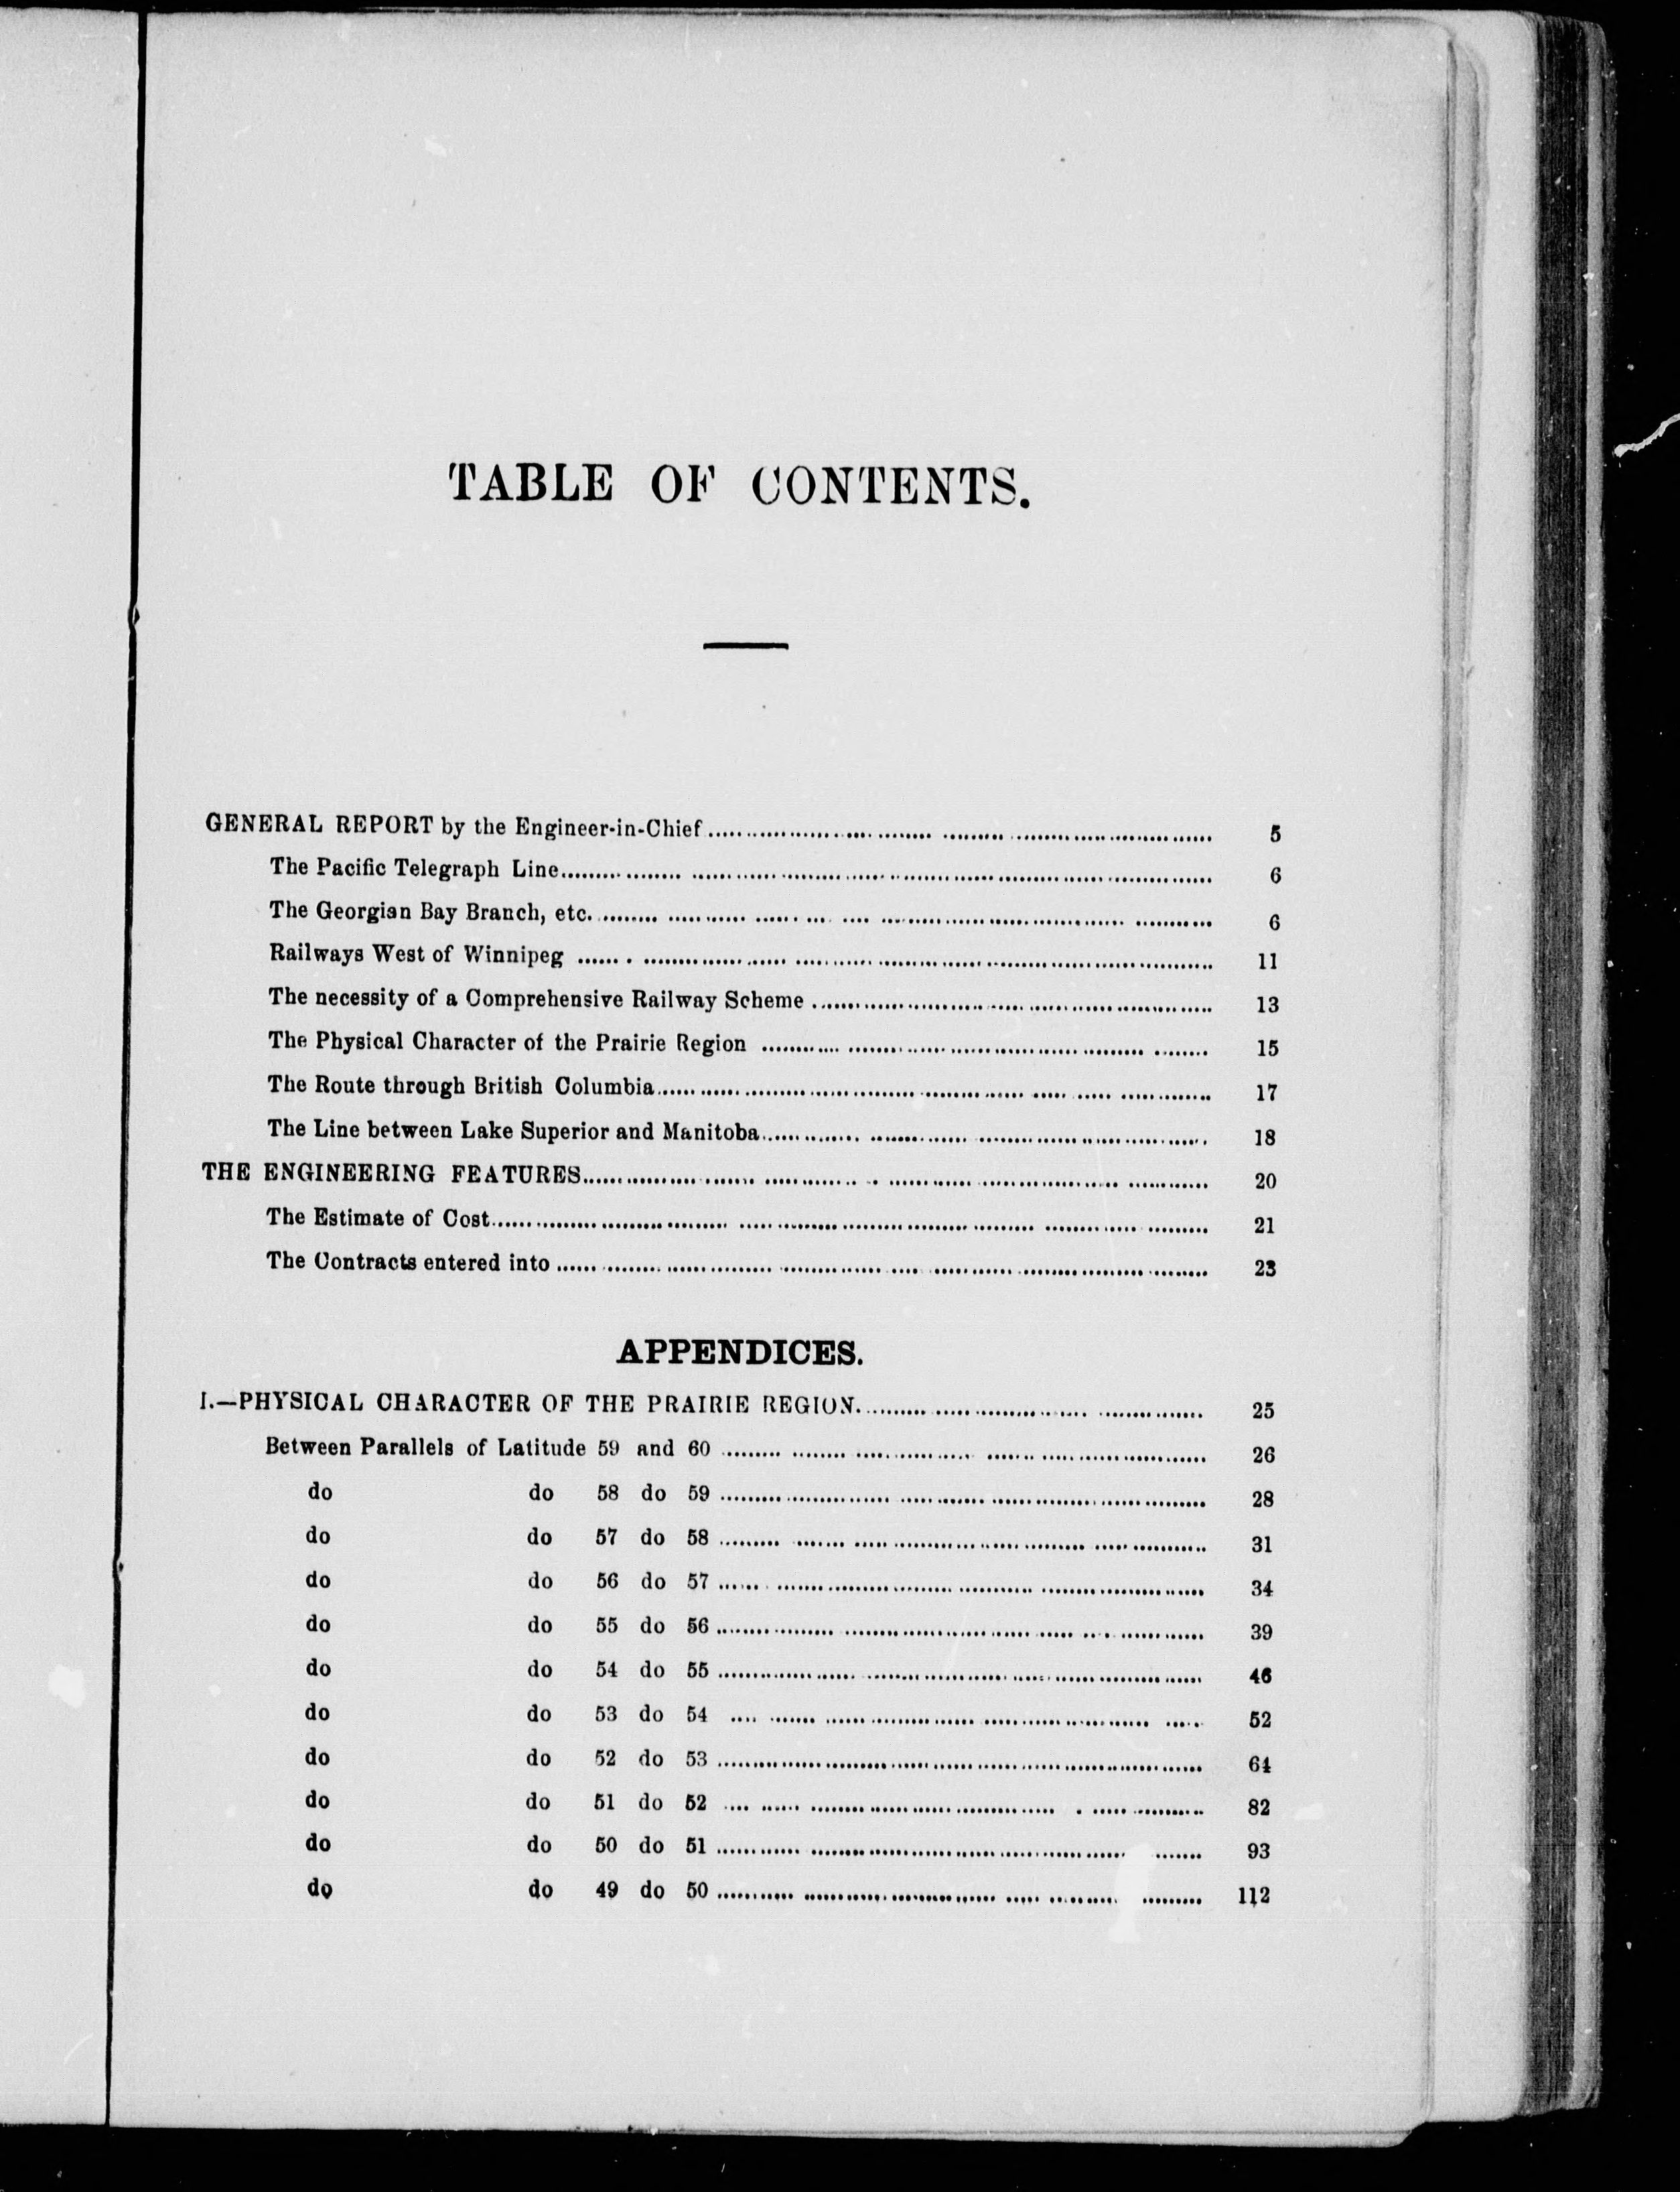 TABLE OF CONTENTS.
GENERAL REPORT by the Engineer-in-Chief 5
The Pacific Telegraph Line 6
The Georgian Bay Branch, etc. 6
Railways West of Winnipeg 11
The necessity of a Comprehensive Railway Scheme 13
The Physical Character of the Prairie Region 15
The Route through British Columbia 17
The Line between Lake Superior and Manitoba 18
THE ENGINEERING FEATURES 20
The Estimate of Cost 21
The Contracts entered into 23
APPENDICES.
I.—PHYSICAL CHARACTER OF THE PRAIRIE REGION. 25
Between Parallels of Latitude 59 and 60 26
do do 58 do 59 28
do do 57 do 58 31
do do 56 do 57 34
do do 55 do 56 39
do do 54 do 55 46
do do 53 do 54 52
do do 52 do 53 64
do do 51 do 52 82
do do 50 do 51 93
do do 49 do 50 112